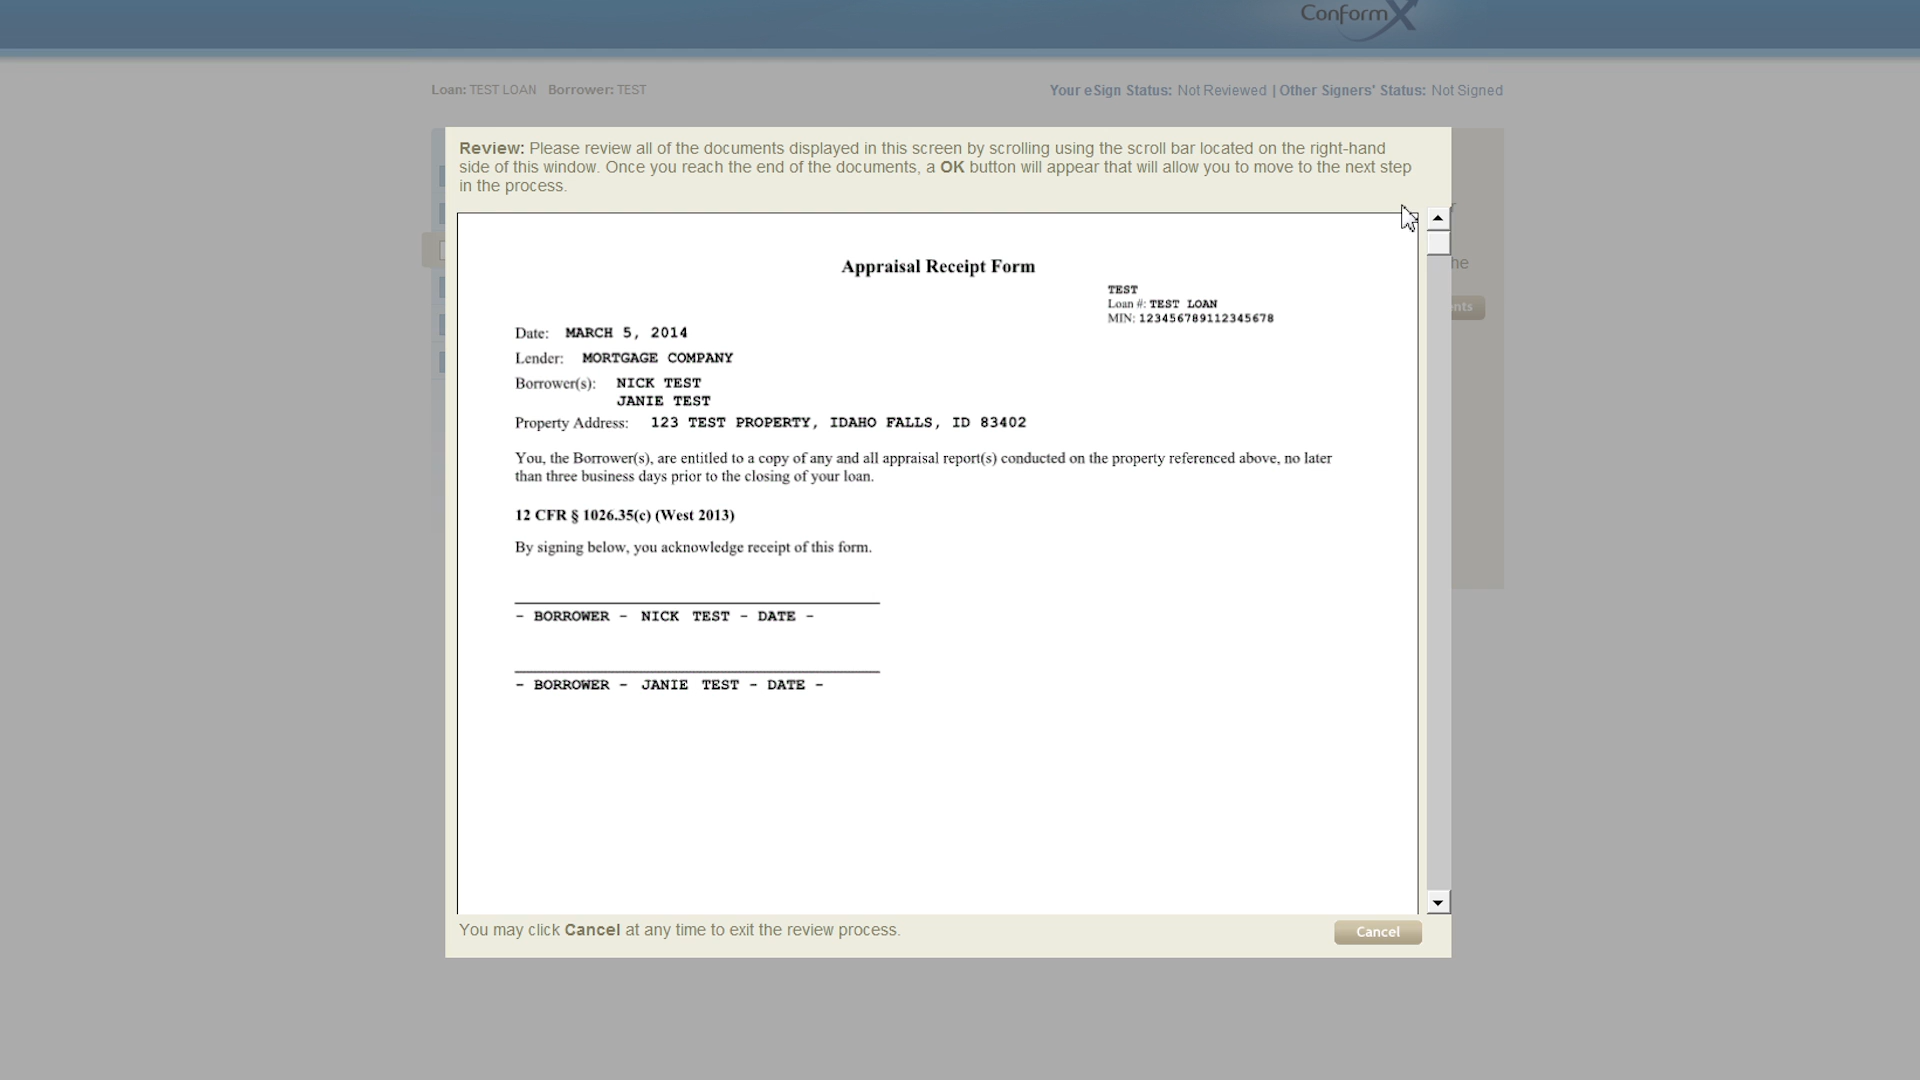 ConformX
Loan: TEST LOAN Borrower: TEST
Your eSign Status: Not Reviewed | Other Signers' Status: Not Signed
Review: Please review all of the documents displayed in this screen by scrolling using the scroll bar located on the right-hand
side of this window. Once you reach the end of the documents, a OK button will appear that will allow you to move to the next step
in the process.
Appraisal Receipt Form
TEST
Loan #: TEST LOAN
MIN: 123456789112345678
Date: MARCH 5, 2014
Lender: MORTGAGE COMPANY
Borrower(s): NICK TEST
JANIE TEST
Property Address: 123 TEST PROPERTY, IDAHO FALLS, ID 83402
You, the Borrower(s), are entitled to a copy of any and all appraisal report(s) conducted on the property referenced above, no later
than three business days prior to the closing of your loan.
12 CFR § 1026.35(c) (West 2013)
By signing below, you acknowledge receipt of this form.
- BORROWER - NICK TEST - DATE -
- BORROWER - JANIE TEST - DATE -
You may click Cancel at any time to exit the review process.
Cancel